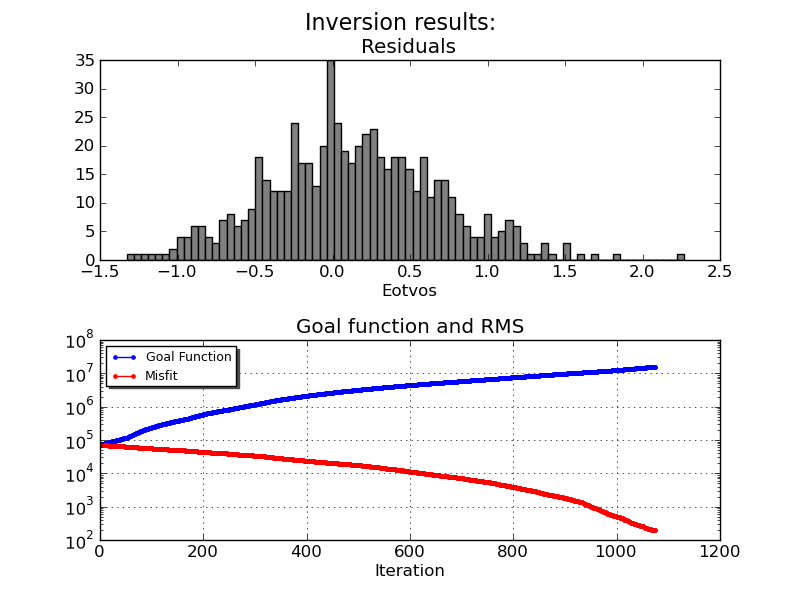 Inversion results:
Residuals
35
30
25
20
15
10
5
0
−1.5 −1.0 −0.5 0.0 0.5 1.0 1.5 2.0 2.5
Eotvos
Goal function and RMS
10^8
10^7
10^6
10^5
10^4
10^3
10^2
Goal Function
Misfit
0 200 400 600 800 1000 1200
Iteration